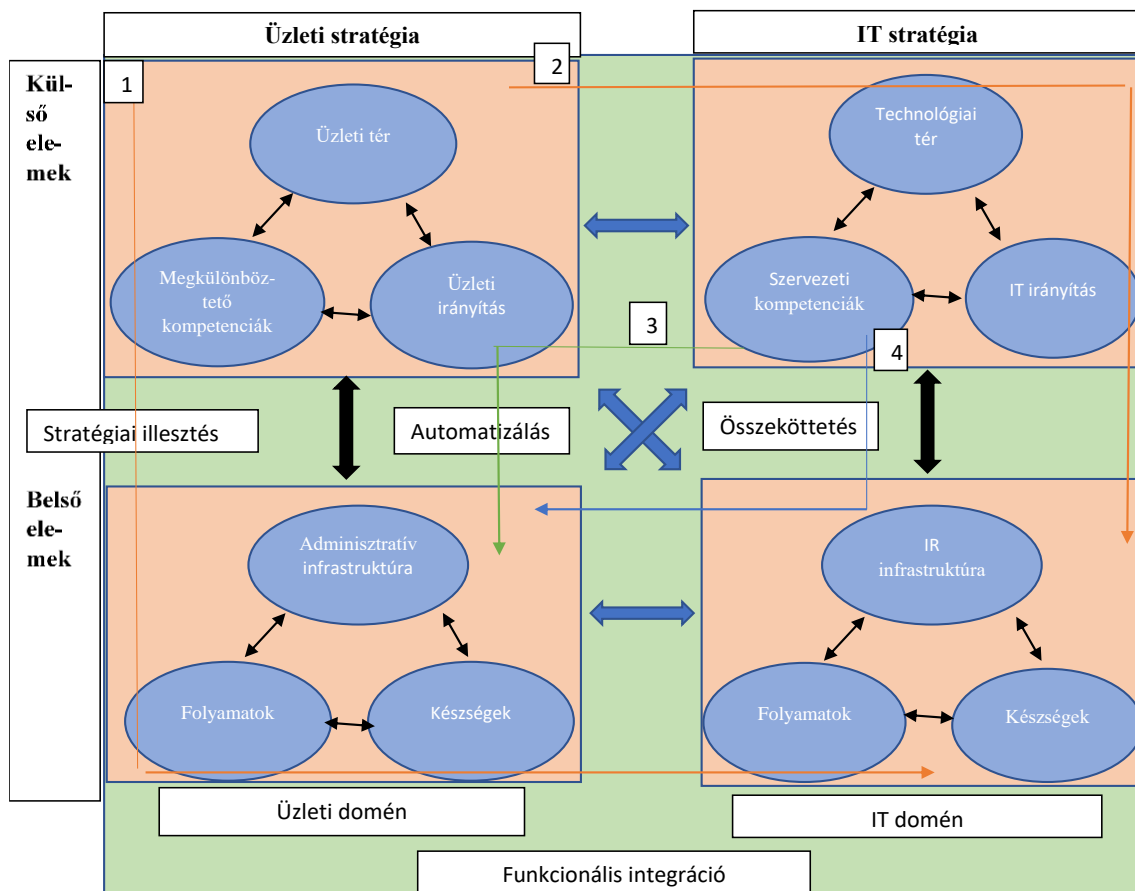 Üzleti stratégia
IT stratégia
Kül-
ső
ele-
mek
1
2
Üzleti tér
Technológiai
tér
Megkülönböz-
tető
kompetenciák
Üzleti
irányítás
Szervezeti
kompetenciák
IT irányítás
3
4
Stratégiai illesztés
Automatizálás
Összeköttetés
Belső
ele-
mek
Adminisztratív
infrastruktúra
IR
infrastruktúra
Folyamatok
Készségek
Folyamatok
Készségek
Üzleti domén
IT domén
Funkcionális integráció